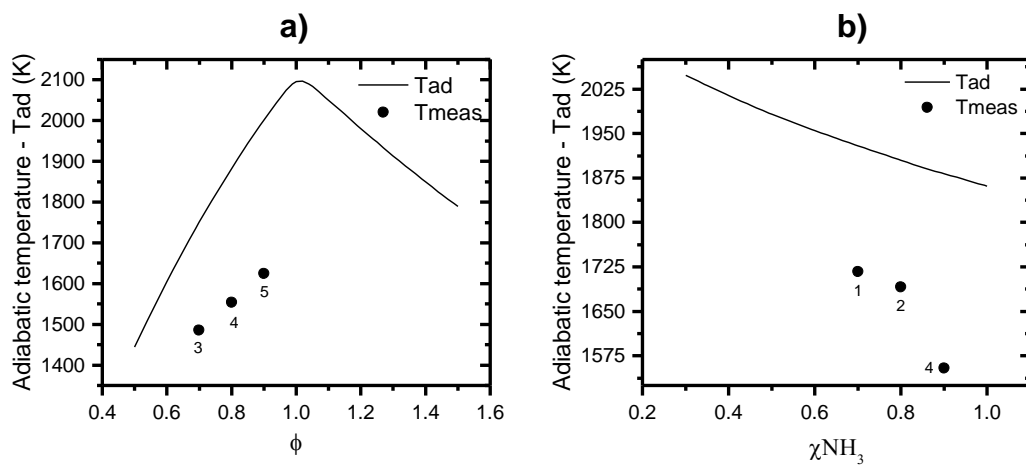 a)
Adiabatic temperature - Tad (K)
2100
2000
1900
1800
1700
1600
1500
1400
Tad
Tmeas
3
4
5
0.4 0.6 0.8 1.0 1.2 1.4 1.6
ϕ
b)
Adiabatic temperature - Tad (K)
2025
1950
1875
1800
1725
1650
1575
Tad
Tmeas
1
2
4
0.2 0.4 0.6 0.8 1.0
χNH₃